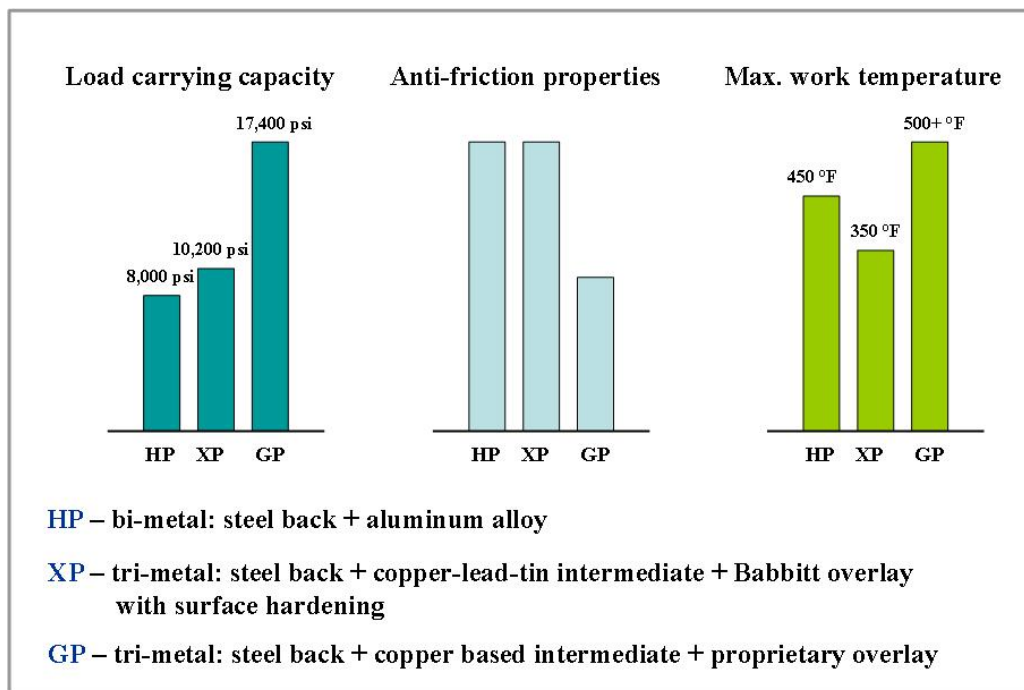 Load carrying capacity
17,400 psi
10,200 psi
8,000 psi
HP XP GP
Anti-friction properties
HP XP GP
Max. work temperature
500+ °F
450 °F
350 °F
HP XP GP
HP – bi-metal: steel back + aluminum alloy
XP – tri-metal: steel back + copper-lead-tin intermediate + Babbitt overlay
with surface hardening
GP – tri-metal: steel back + copper based intermediate + proprietary overlay